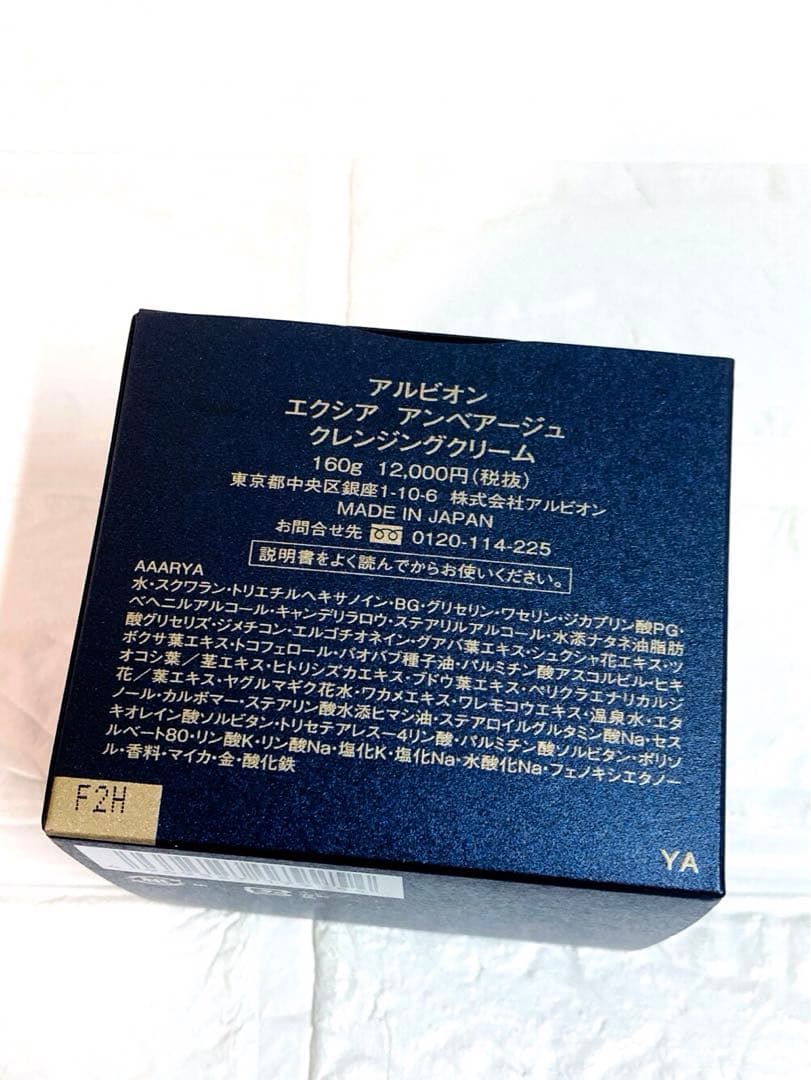 アルビオン
エクシア アンベアージュ
クレンジングクリーム
160g 12,000円(税抜)
東京都中央区銀座1-10-6 株式会社アルビオン
MADE IN JAPAN
お問合せ先 0120-114-225
説明書をよく読んでからお使いください。
AAARYA
水・スクワラン・トリエチルヘキサノイン・BG・グリセリン・ワセリン・ジカプリン酸PG・
ベヘニルアルコール・キャンデリラロウ・ステアリルアルコール・水添ナタネ油脂肪
酸グリセリズ・ジメチコン・エルゴチオネイン・グアバ葉エキス・シュクシャ花エキス・ツ
ボクサ葉エキス・トコフェロール・バオバブ種子油・パルミチン酸アスコルビル・ヒキ
オコシ葉/茎エキス・ヒトリシズカエキス・ブドウ葉エキス・ペリクラエナリカルジ
花/葉エキス・ヤグルマギク花水・ワカメエキス・ワレモコウエキス・温泉水・エタ
ノール・カルボマー・ステアリン酸水添ヒマシ油・ステアロイルグルタミン酸Na・セス
キオレイン酸ソルビタン・トリセテアレス-4リン酸・パルミチン酸ソルビタン・ポリソ
ルベート80・リン酸K・リン酸Na・塩化K・塩化Na・水酸化Na・フェノキシエタノー
ル・香料・マイカ・金・酸化鉄
F2H
YA